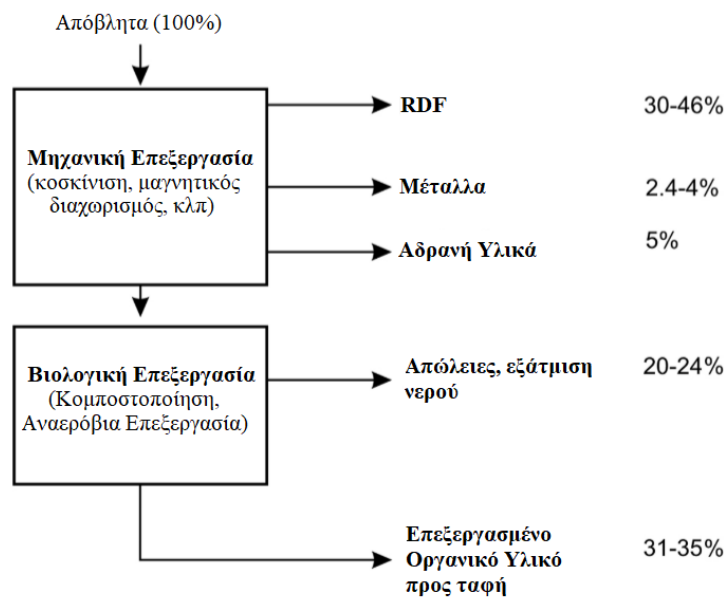 Απόβλητα (100%)
RDF 30-46%
Μηχανική Επεξεργασία
(κοσκίνιση, μαγνητικός
διαχωρισμός, κλπ)
Μέταλλα 2.4-4%
Αδρανή Υλικά 5%
Βιολογική Επεξεργασία
(Κομποστοποίηση,
Αναερόβια Επεξεργασία)
Απώλειες, εξάτμιση 20-24%
νερού
Επεξεργασμένο
Οργανικό Υλικό 31-35%
προς ταφή